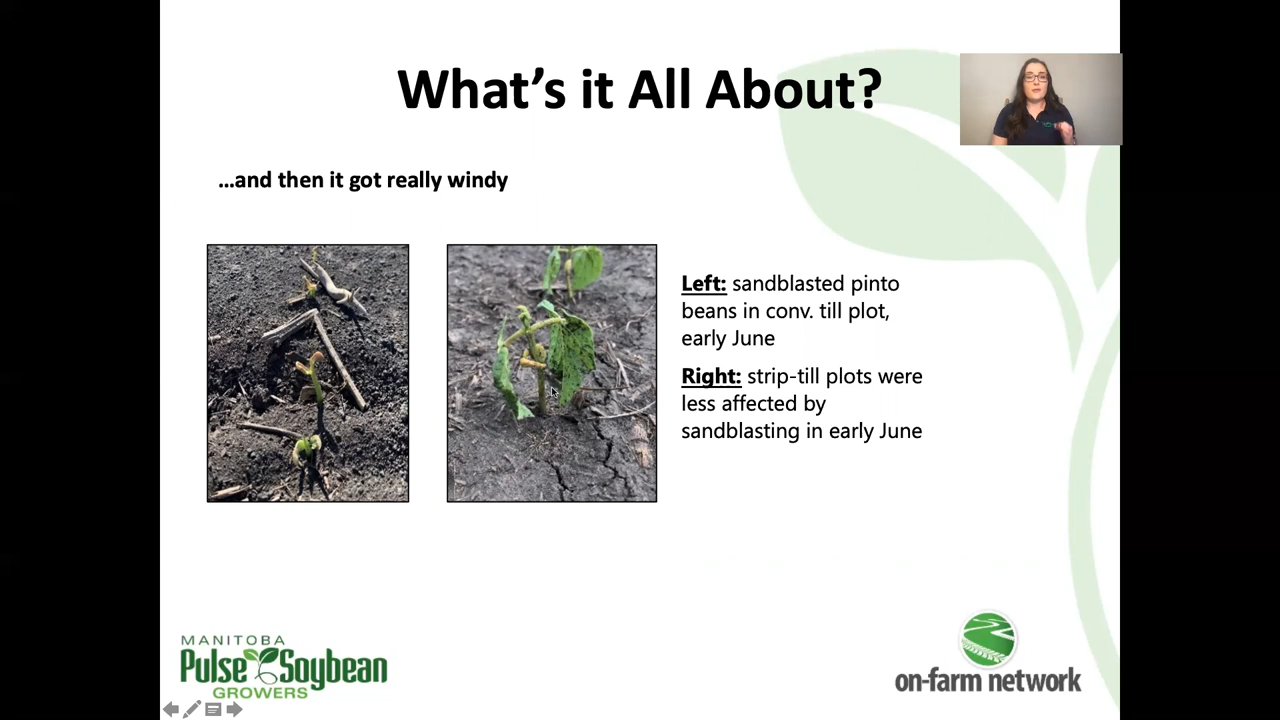 What's it All About?
...and then it got really windy
Left: sandblasted pinto
beans in conv. till plot,
early June
Right: strip-till plots were
less affected by
sandblasting in early June
MANITOBA
Pulse Soybean
GROWERS
on-farm network